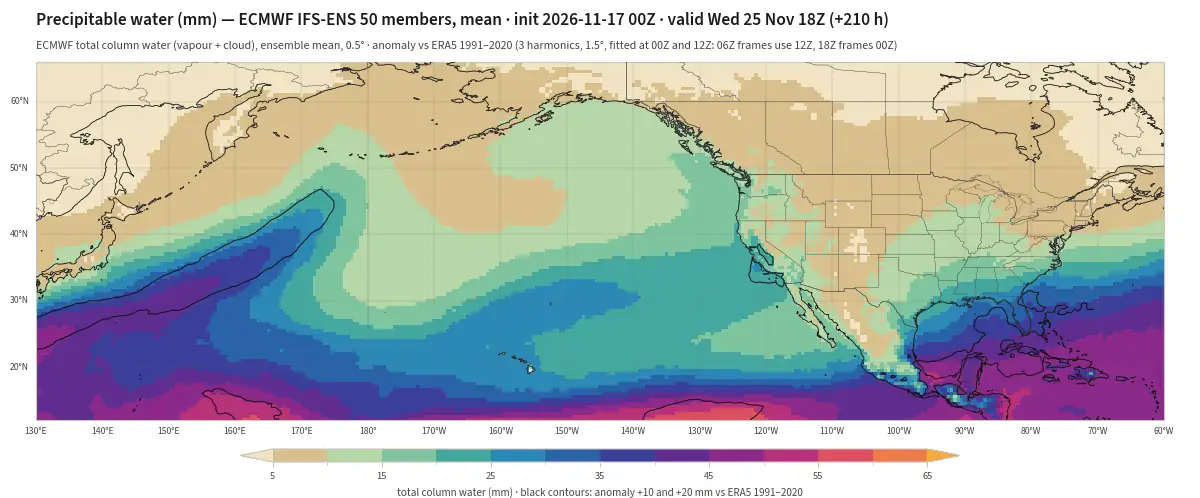 Precipitable water (mm) — ECMWF IFS-ENS 50 members, mean · init 2026-11-17 00Z · valid Wed 25 Nov 18Z (+210 h)
ECMWF total column water (vapour + cloud), ensemble mean, 0.5° · anomaly vs ERA5 1991–2020 (3 harmonics, 1.5°, fitted at 00Z and 12Z: 06Z frames use 12Z, 18Z frames 00Z)
60°N
50°N
40°N
30°N
20°N
130°E 140°E 150°E 160°E 170°E 180° 170°W 160°W 150°W 140°W 130°W 120°W 110°W 100°W 90°W 80°W 70°W 60°W
5 15 25 35 45 55 65
total column water (mm) · black contours: anomaly +10 and +20 mm vs ERA5 1991–2020